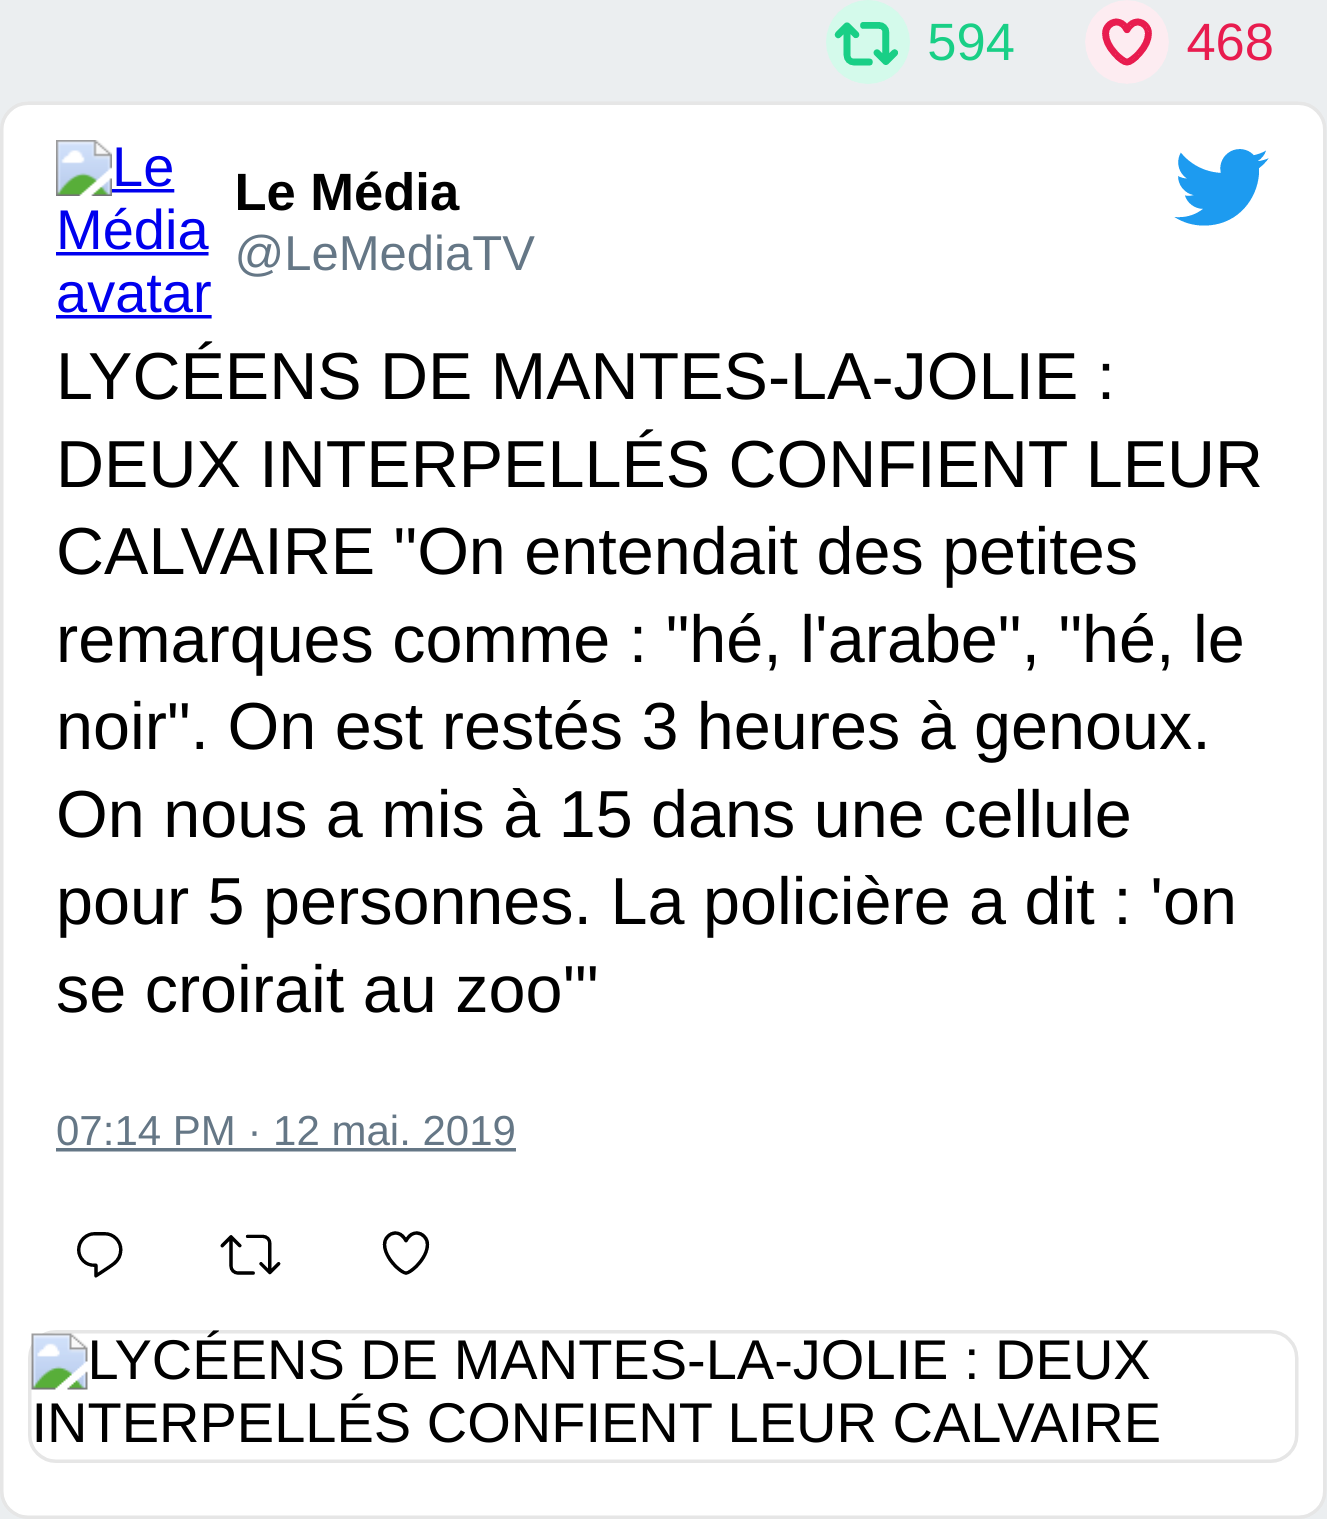 594 468
Le Média avatar
Le Média
@LeMediaTV
LYCÉENS DE MANTES-LA-JOLIE :
DEUX INTERPELLÉS CONFIENT LEUR
CALVAIRE "On entendait des petites
remarques comme : "hé, l'arabe", "hé, le
noir". On est restés 3 heures à genoux.
On nous a mis à 15 dans une cellule
pour 5 personnes. La policière a dit : 'on
se croirait au zoo'"
07:14 PM · 12 mai. 2019
LYCÉENS DE MANTES-LA-JOLIE : DEUX
INTERPELLÉS CONFIENT LEUR CALVAIRE